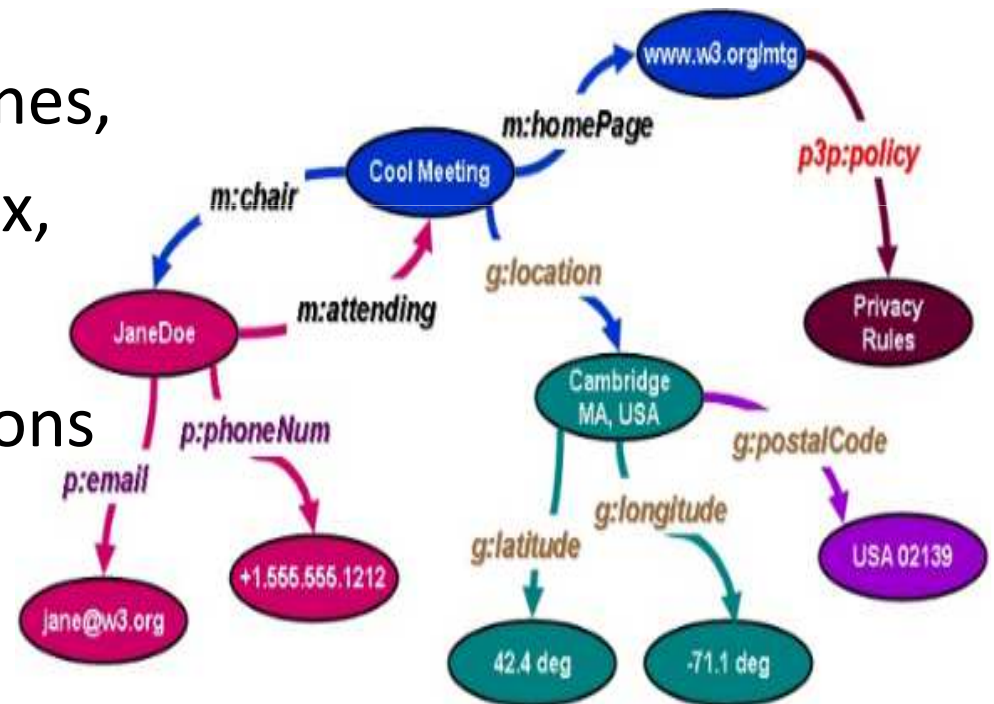 nes,
x,
ons
www.w3.org/mtg
m:homePage
p3p:policy
Cool Meeting
m:chair
g:location
m:attending
JaneDoe
Privacy
Rules
Cambridge
MA, USA
p:phoneNum
g:postalCode
p:email
g:longitude
g:latitude
USA 02139
+1.555.555.1212
jane@w3.org
42.4 deg
-71.1 deg